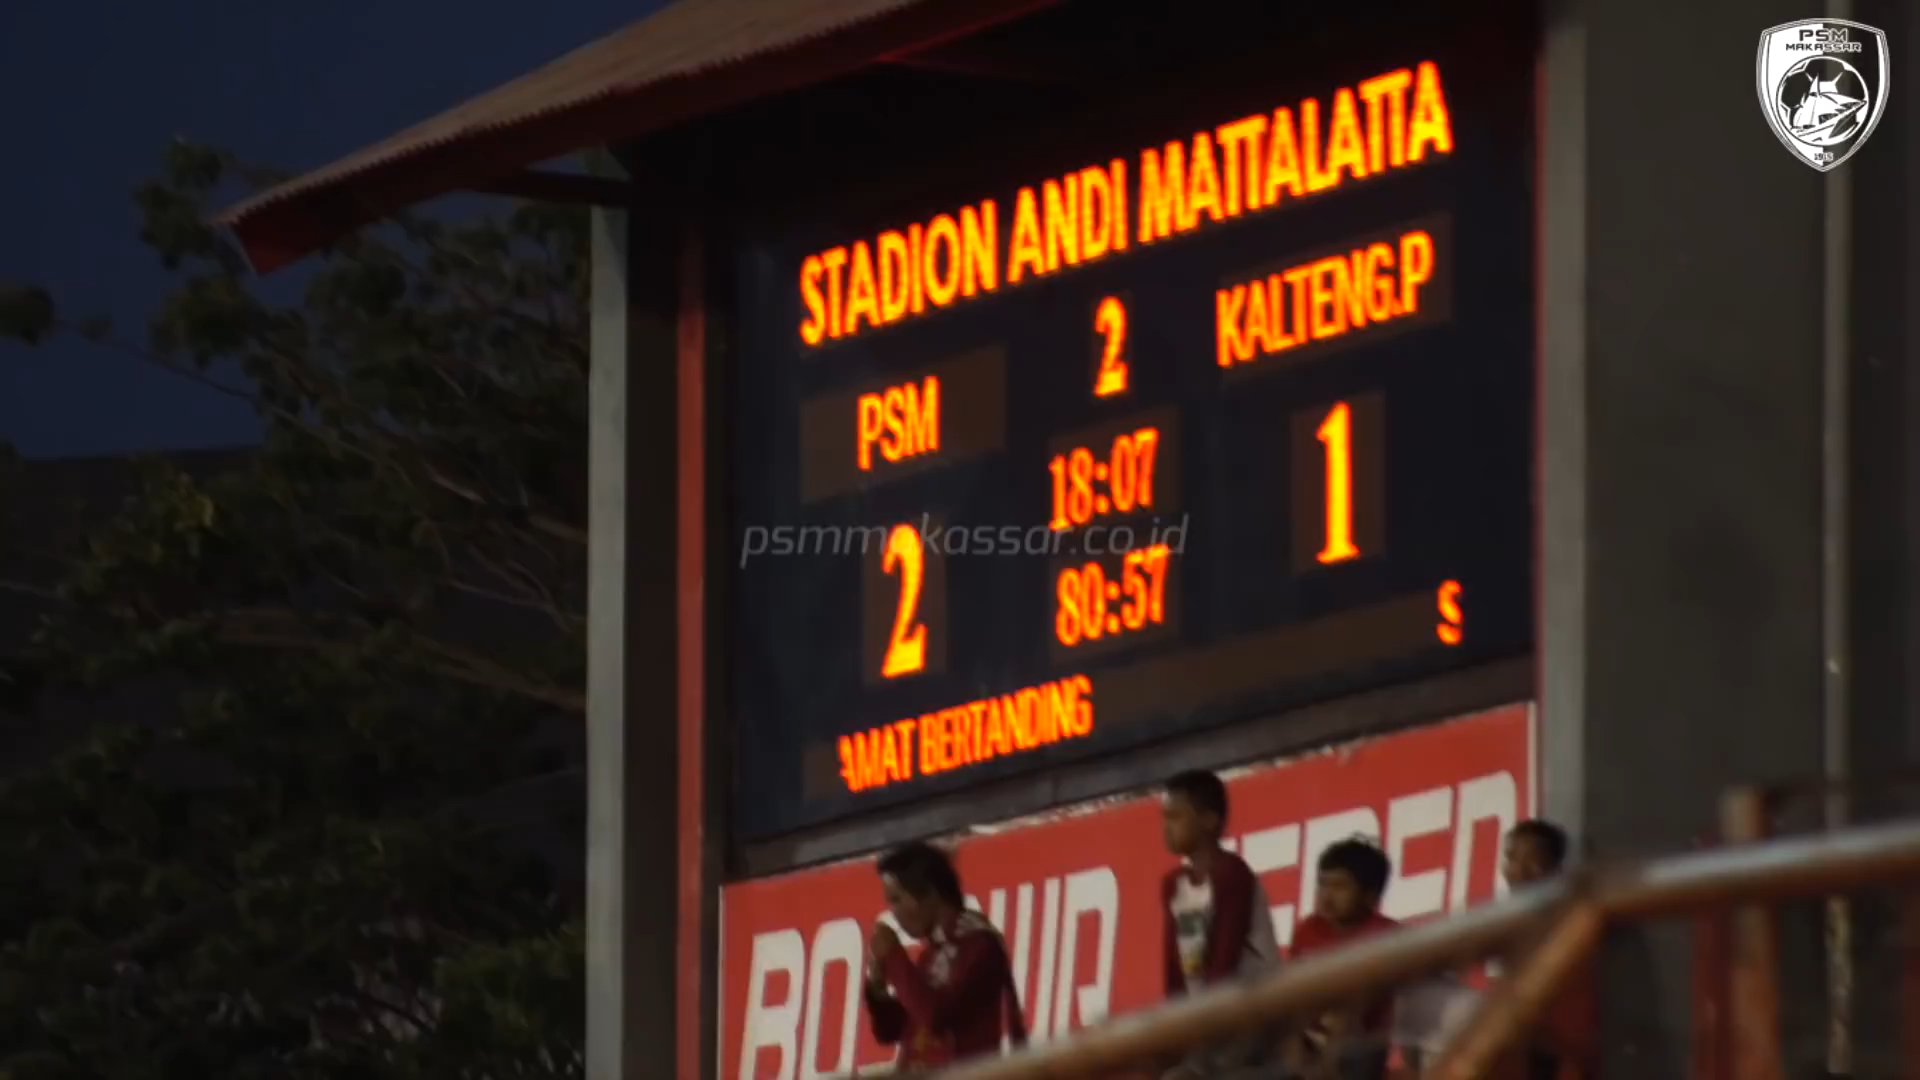 PSM
MAKASSAR
1915
STADION ANDI MATTALATTA
2
KALTENG.P
PSM
18:07
1
psmmakassar.co.id
2
80:57
S
AMAT BERTANDING